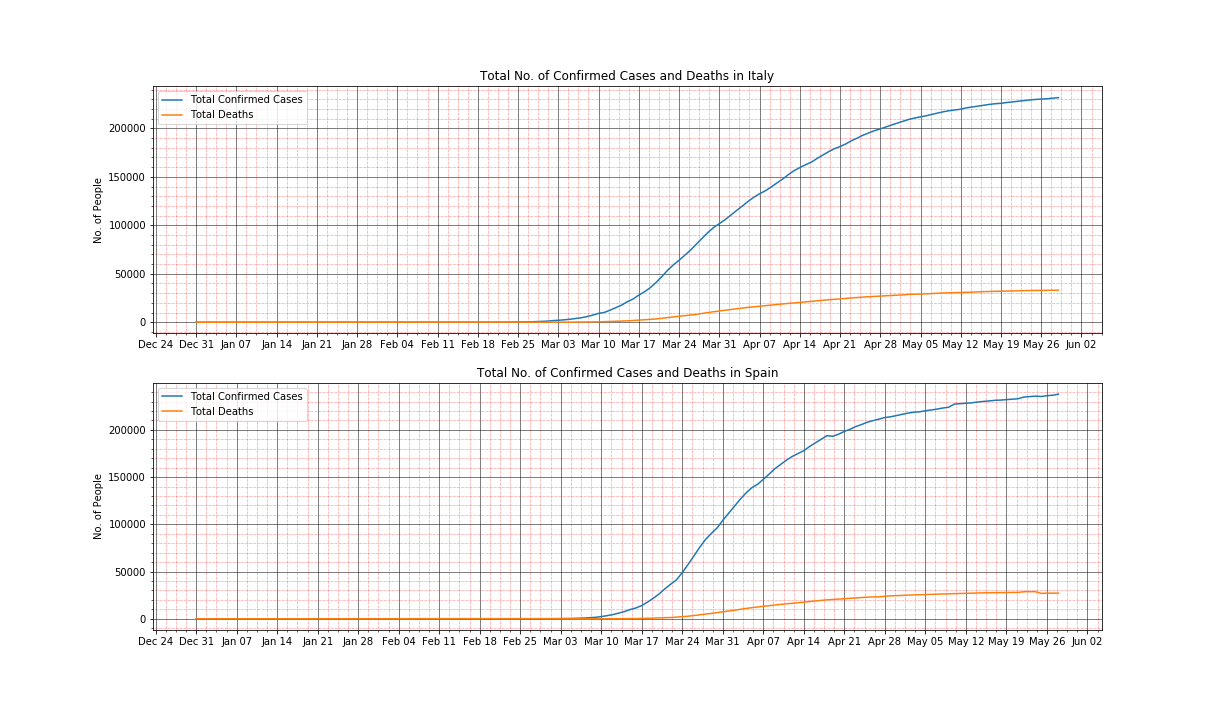 Total No. of Confirmed Cases and Deaths in Italy
Total Confirmed Cases
Total Deaths
No. of People
200000
150000
100000
50000
0
Dec 24 Dec 31 Jan 07 Jan 14 Jan 21 Jan 28 Feb 04 Feb 11 Feb 18 Feb 25 Mar 03 Mar 10 Mar 17 Mar 24 Mar 31 Apr 07 Apr 14 Apr 21 Apr 28 May 05 May 12 May 19 May 26 Jun 02
Total No. of Confirmed Cases and Deaths in Spain
Total Confirmed Cases
Total Deaths
No. of People
200000
150000
100000
50000
0
Dec 24 Dec 31 Jan 07 Jan 14 Jan 21 Jan 28 Feb 04 Feb 11 Feb 18 Feb 25 Mar 03 Mar 10 Mar 17 Mar 24 Mar 31 Apr 07 Apr 14 Apr 21 Apr 28 May 05 May 12 May 19 May 26 Jun 02